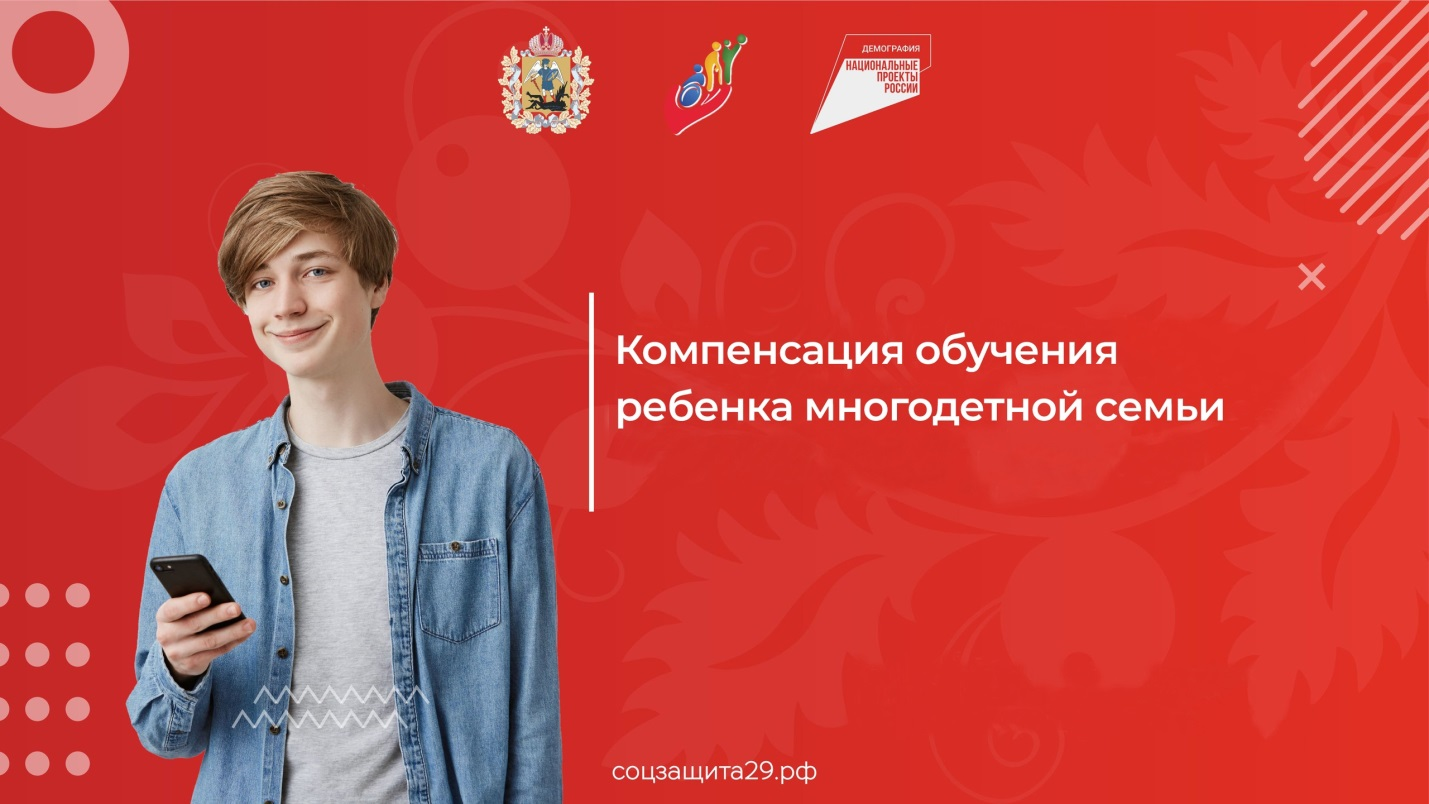 ДЕМОГРАФИЯ
НАЦИОНАЛЬНЫЕ
ПРОЕКТЫ
РОССИИ
Компенсация обучения
ребенка многодетной семьи
соцзащита29.рф